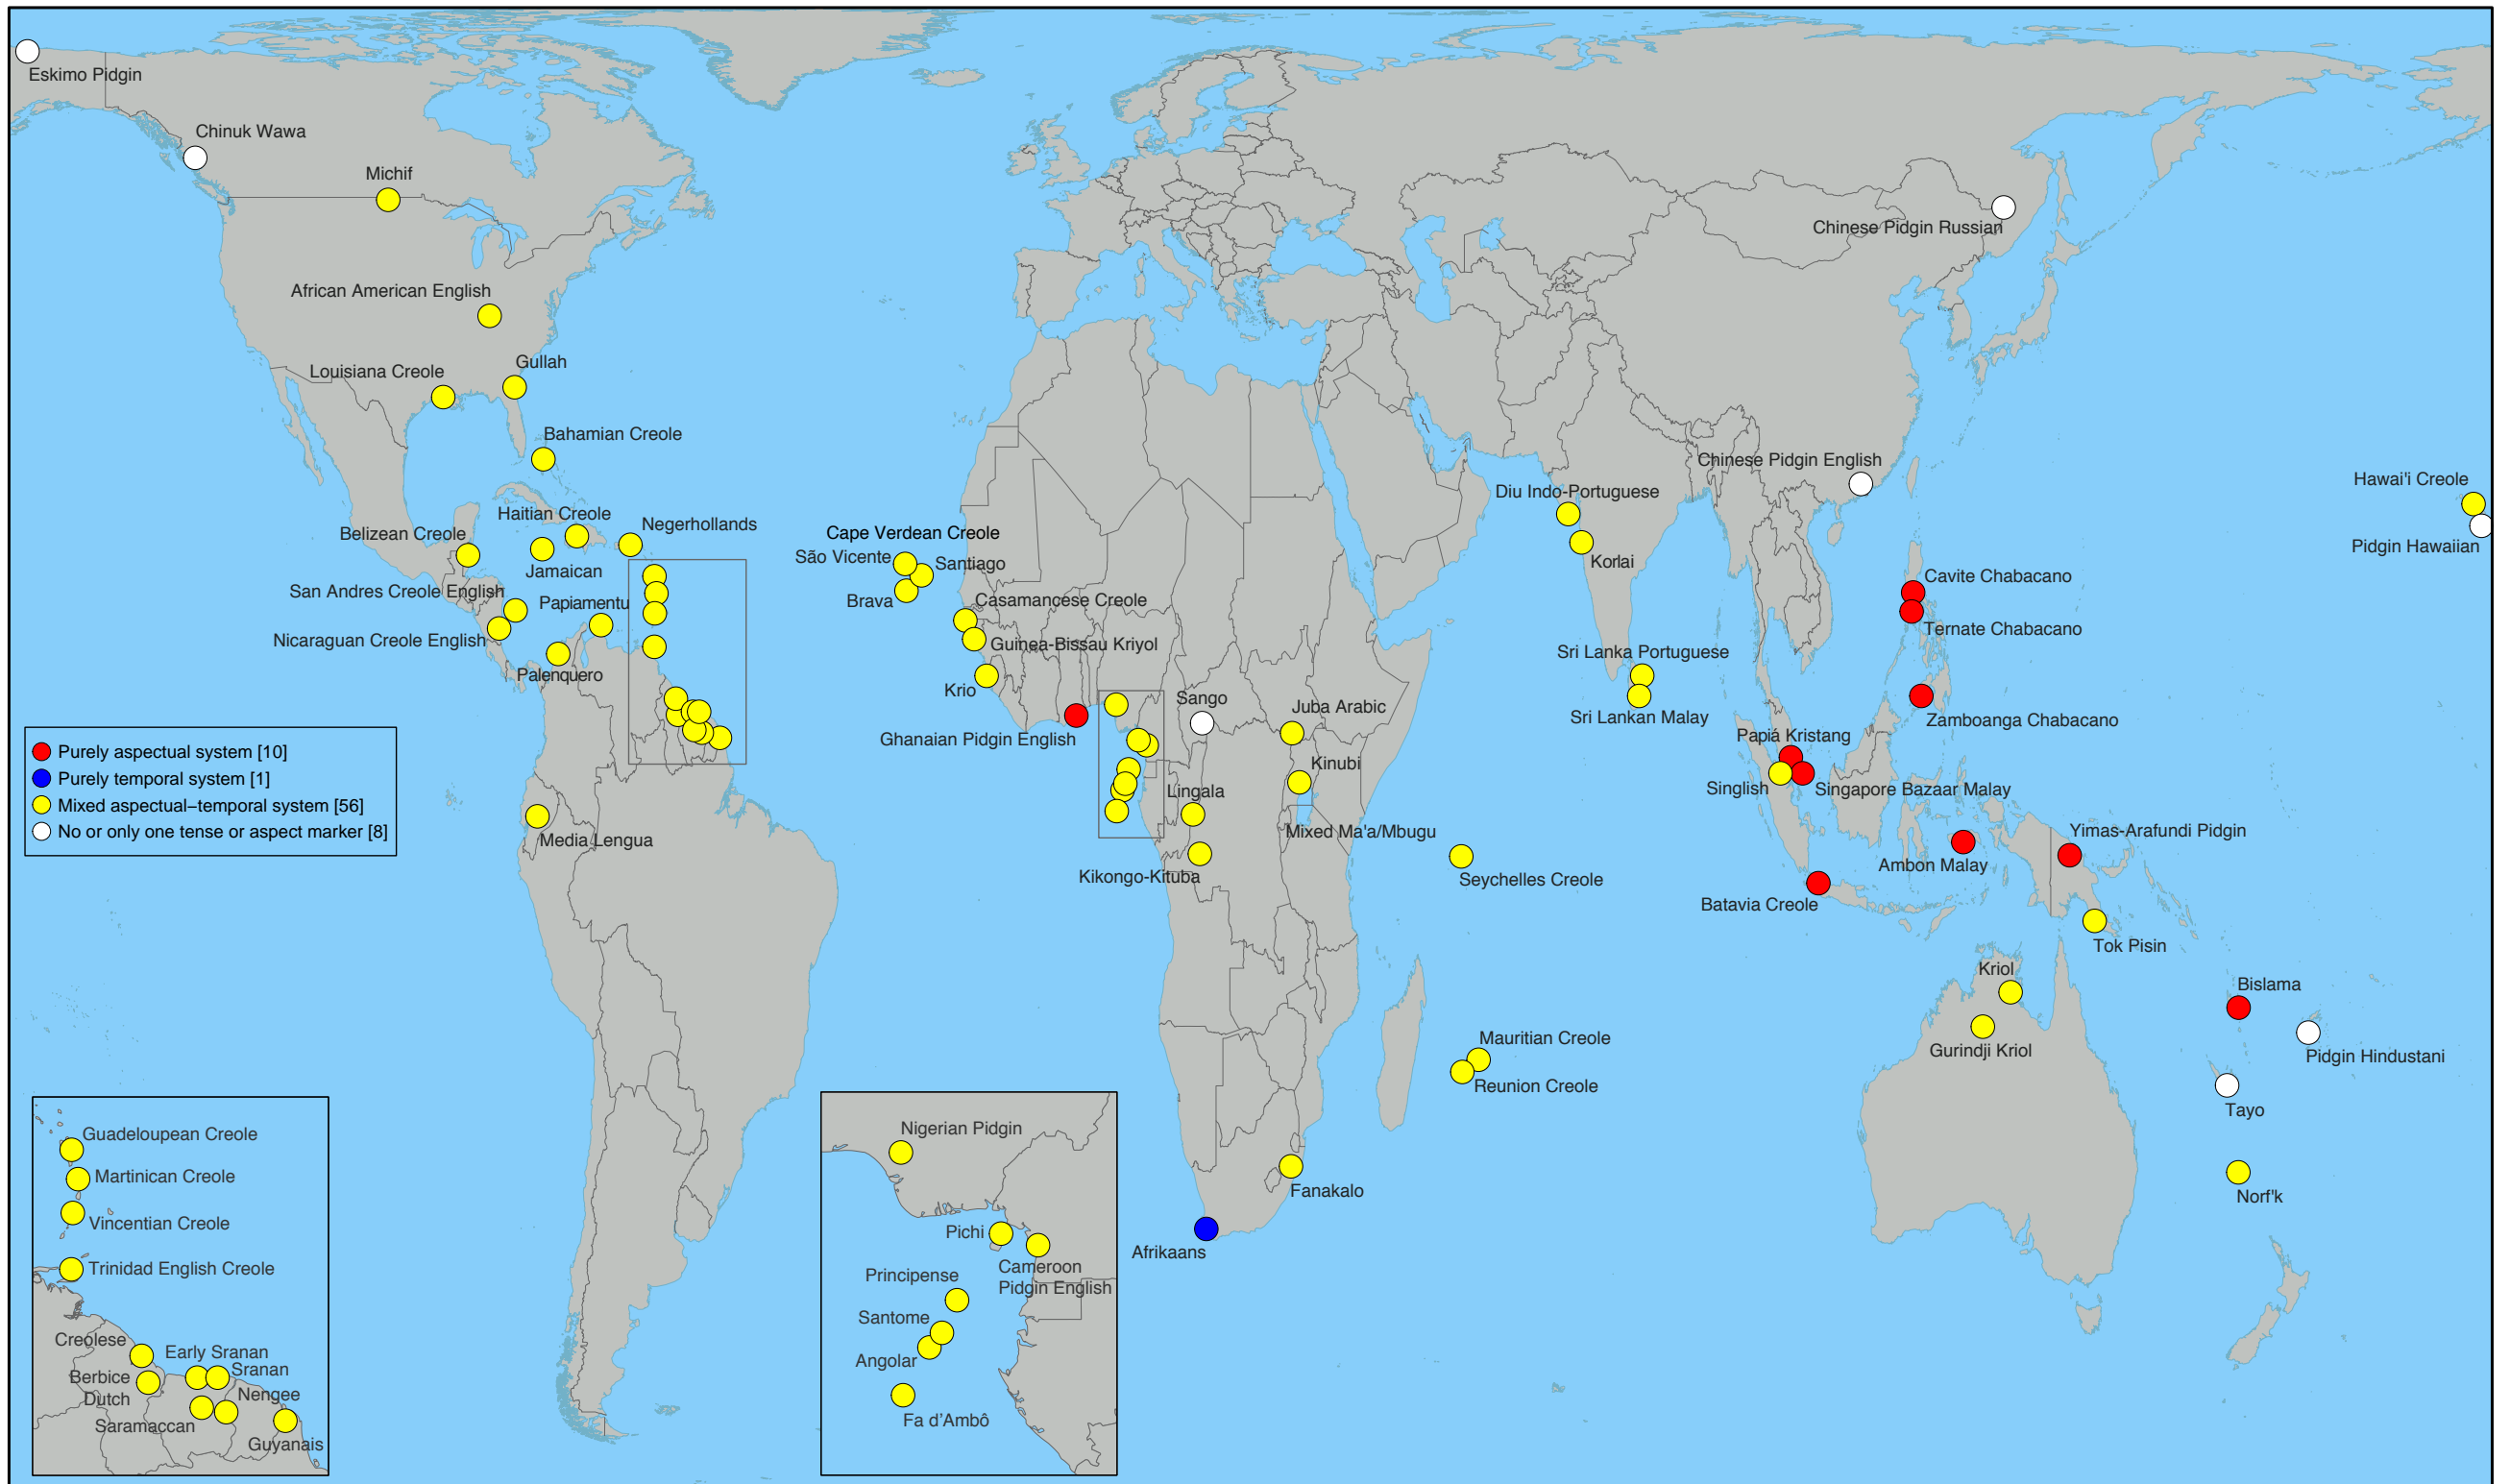 Eskimo Pidgin
Chinuk Wawa
Michif
Chinese Pidgin Russian
African American English
Gullah
Louisiana Creole
Bahamian Creole
Chinese Pidgin English
Hawai'i Creole
Diu Indo-Portuguese
Haitian Creole
Negerhollands
Belizean Creole
Cape Verdean Creole
Pidgin Hawaiian
São Vicente
Santiago
Korlai
Jamaican
Cavite Chabacano
San Andres Creole English
Papiamentu
Brava
Casamancese Creole
Ternate Chabacano
Nicaraguan Creole English
Guinea-Bissau Kriyol
Sri Lanka Portuguese
Palenquero
Krio
Sango
Juba Arabic
Sri Lankan Malay
Zamboanga Chabacano
Ghanaian Pidgin English
Papiá Kristang
Purely aspectual system [10]
Purely temporal system [1]
Mixed aspectual–temporal system [56]
No or only one tense or aspect marker [8]
Kinubi
Lingala
Singlish
Singapore Bazaar Malay
Media Lengua
Mixed Ma'a/Mbugu
Yimas-Arafundi Pidgin
Ambon Malay
Kikongo-Kituba
Seychelles Creole
Batavia Creole
Tok Pisin
Kriol
Bislama
Mauritian Creole
Gurindji Kriol
Pidgin Hindustani
Reunion Creole
Tayo
Fanakalo
Norf'k
Afrikaans
Guadeloupean Creole
Martinican Creole
Vincentian Creole
Trinidad English Creole
Creolese
Early Sranan
Sranan
Berbice
Dutch
Nengee
Saramaccan
Guyanais
Nigerian Pidgin
Pichi
Cameroon
Pidgin English
Principense
Santome
Angolar
Fa d’Ambô